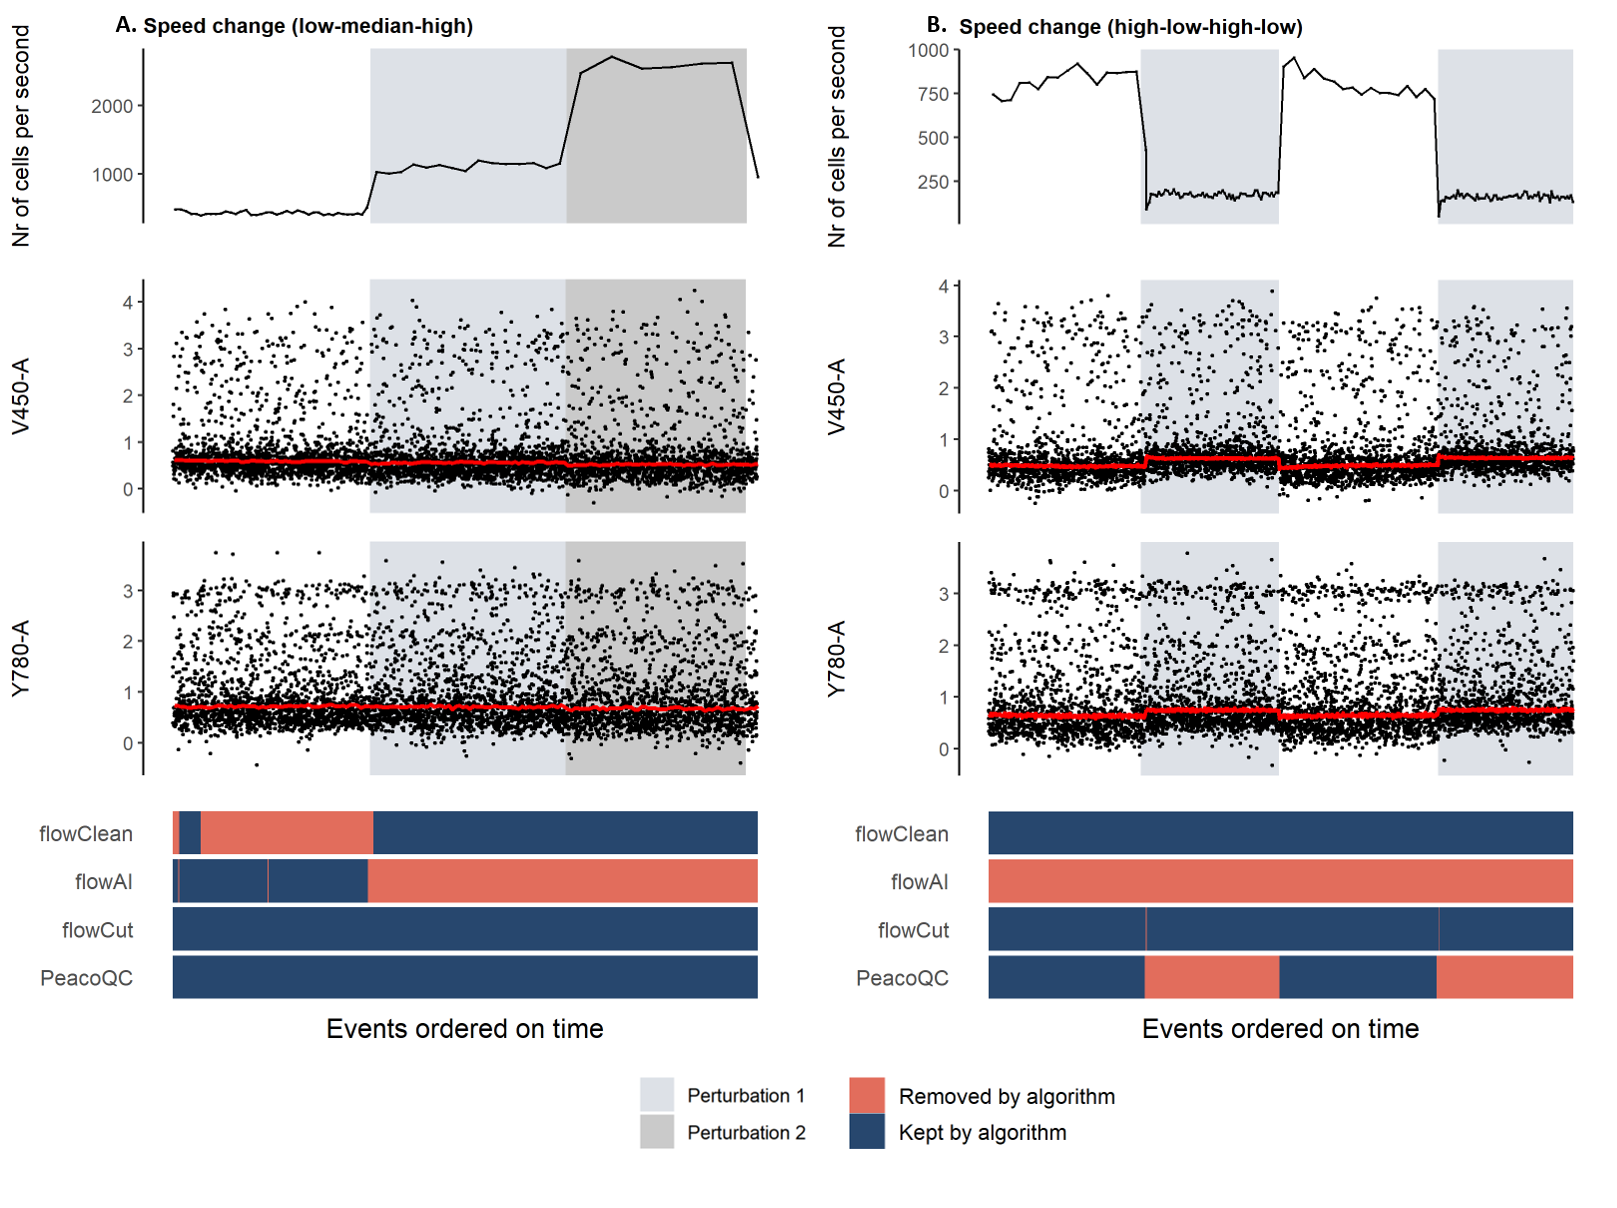 A. Speed change (low-median-high)
Nr of cells per second
2000
1000
V450-A
4
3
2
1
0
Y780-A
3
2
1
0
flowClean
flowAI
flowCut
PeacoQC
Events ordered on time
B. Speed change (high-low-high-low)
Nr of cells per second
1000
750
500
250
V450-A
4
3
2
1
0
Y780-A
3
2
1
0
flowClean
flowAI
flowCut
PeacoQC
Events ordered on time
Perturbation 1
Perturbation 2
Removed by algorithm
Kept by algorithm